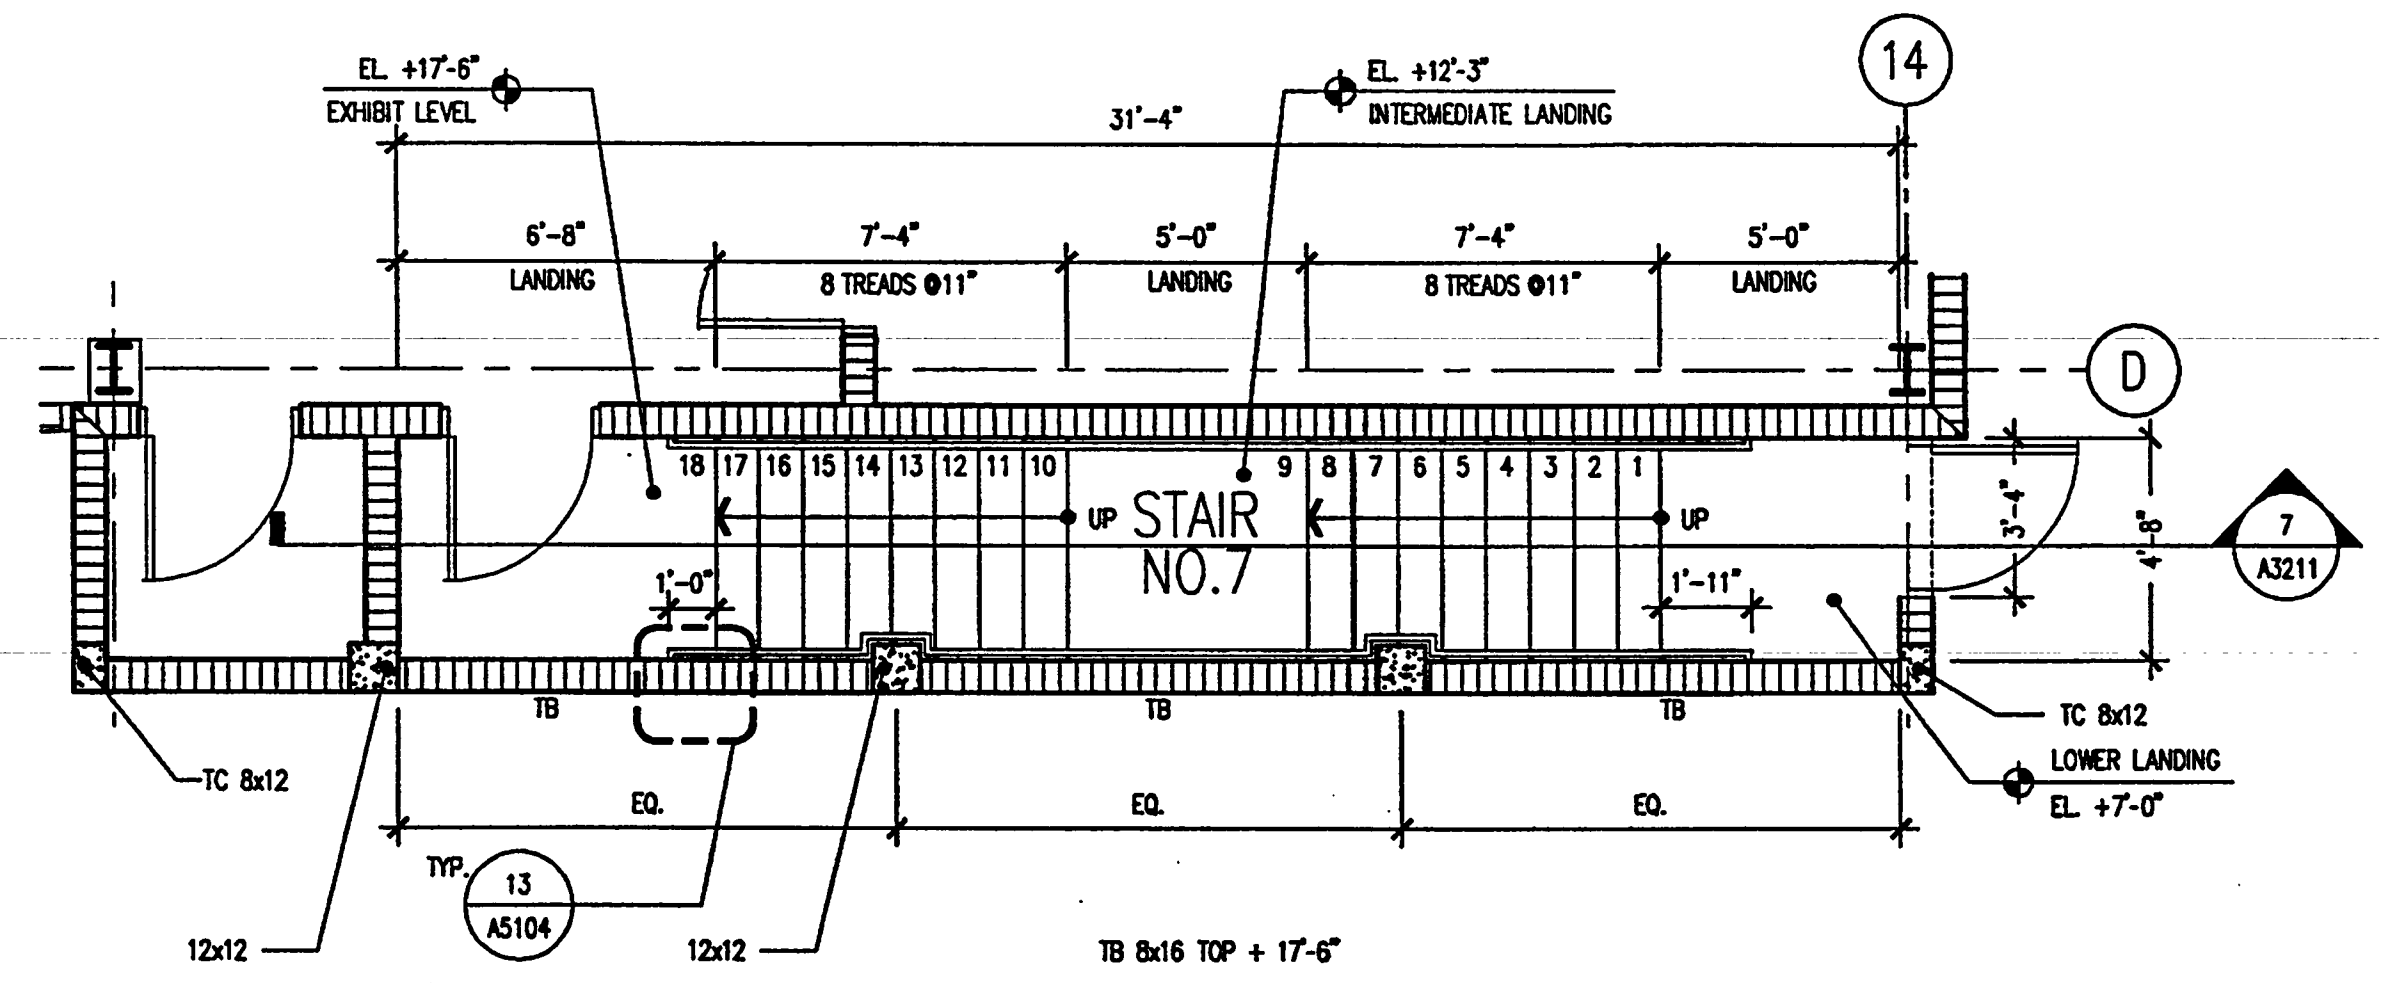 14
EL. +17'-6"
EXHIBIT LEVEL
EL. +12'-3"
INTERMEDIATE LANDING
31'-4"
6'-8"
LANDING
7'-4"
8 TREADS @11"
5'-0"
LANDING
7'-4"
8 TREADS @11"
5'-0"
LANDING
D
18 17 16 15 14 13 12 11 10
9 8 7 6 5 4 3 2 1
UP
STAIR
NO.7
UP
3'-4"
4'-8"
7
A3211
1'-0"
1'-11"
TB
TB
TB
TC 8x12
TC 8x12
LOWER LANDING
EL. +7'-0"
EQ.
EQ.
EQ.
TYP.
13
A5104
12x12
12x12
TB 8x16 TOP + 17'-6"